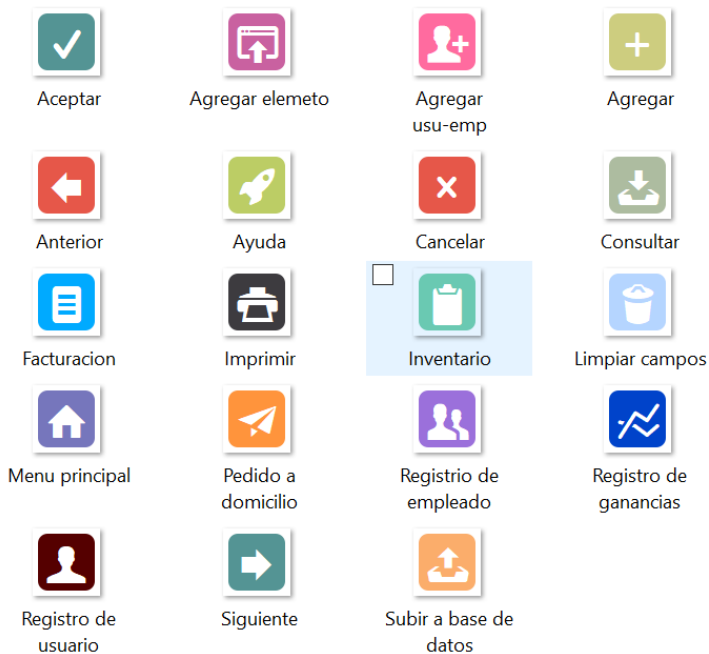 Aceptar
Agregar elemeto
Agregar
usu-emp
Agregar
Anterior
Ayuda
Cancelar
Consultar
Facturacion
Imprimir
Inventario
Limpiar campos
Menu principal
Pedido a
domicilio
Registrio de
empleado
Registro de
ganancias
Registro de
usuario
Siguiente
Subir a base de
datos